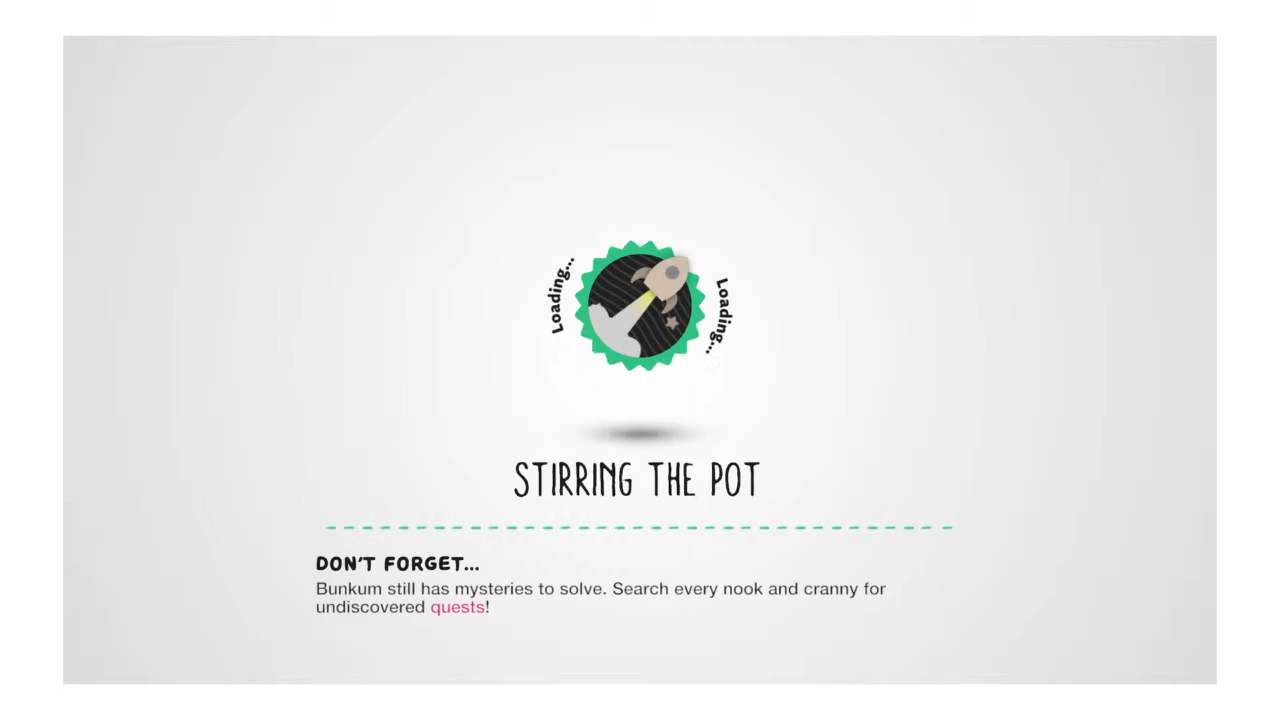 Loading...
Loading...
STIRRING THE POT
DON'T FORGET...
Bunkum still has mysteries to solve. Search every nook and cranny for
undiscovered quests!